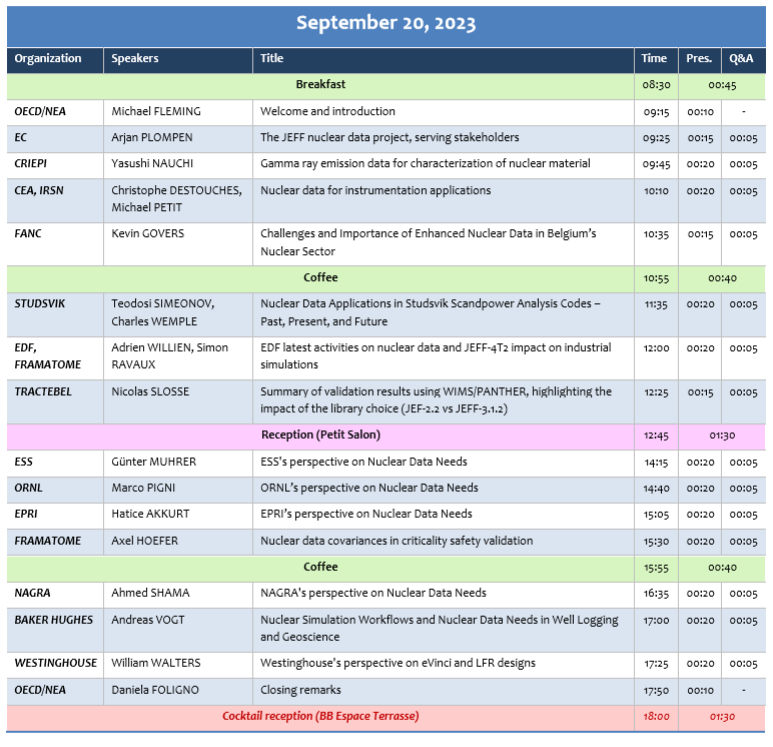 September 20, 2023
Organization Speakers Title Time Pres. Q&A
Breakfast 08:30 00:45
OECD/NEA Michael FLEMING Welcome and introduction 09:15 00:10 -
EC Arjan PLOMPEN The JEFF nuclear data project, serving stakeholders 09:25 00:15 00:05
CRIEPI Yasushi NAUCHI Gamma ray emission data for characterization of nuclear material 09:45 00:20 00:05
CEA, IRSN Christophe DESTOUCHES, Nuclear data for instrumentation applications 10:10 00:20 00:05
Michael PETIT
FANC Kevin GOVERS Challenges and Importance of Enhanced Nuclear Data in Belgium's 10:35 00:15 00:05
Nuclear Sector
Coffee 10:55 00:40
STUDSVIK Teodosi SIMEONOV, Nuclear Data Applications in Studsvik Scandpower Analysis Codes – 11:35 00:20 00:05
Charles WEMPLE Past, Present, and Future
EDF, Adrien WILLIEN, Simon EDF latest activities on nuclear data and JEFF-4T2 impact on industrial 12:00 00:20 00:05
FRAMATOME RAVAUX simulations
TRACTEBEL Nicolas SLOSSE Summary of validation results using WIMS/PANTHER, highlighting the 12:25 00:15 00:05
impact of the library choice (JEF-2.2 vs JEFF-3.1.2)
Reception (Petit Salon) 12:45 01:30
ESS Günter MUHRER ESS's perspective on Nuclear Data Needs 14:15 00:20 00:05
ORNL Marco PIGNI ORNL's perspective on Nuclear Data Needs 14:40 00:20 00:05
EPRI Hatice AKKURT EPRI's perspective on Nuclear Data Needs 15:05 00:20 00:05
FRAMATOME Axel HOEFER Nuclear data covariances in criticality safety validation 15:30 00:20 00:05
Coffee 15:55 00:40
NAGRA Ahmed SHAMA NAGRA's perspective on Nuclear Data Needs 16:35 00:20 00:05
BAKER HUGHES Andreas VOGT Nuclear Simulation Workflows and Nuclear Data Needs in Well Logging 17:00 00:20 00:05
and Geoscience
WESTINGHOUSE William WALTERS Westinghouse's perspective on eVinci and LFR designs 17:25 00:20 00:05
OECD/NEA Daniela FOLIGNO Closing remarks 17:50 00:10 -
Cocktail reception (BB Espace Terrasse) 18:00 01:30